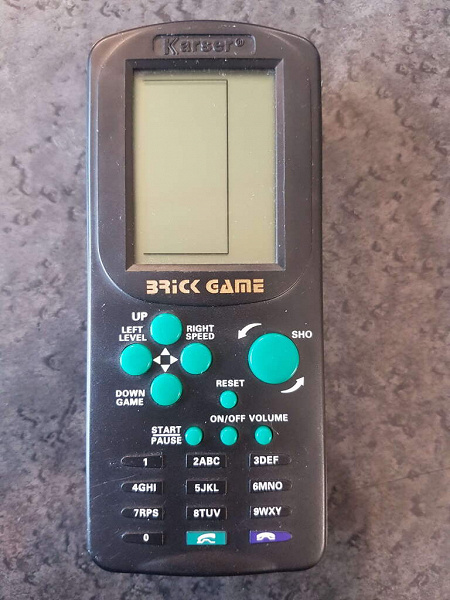 Karser®
BRICK GAME
UP
LEFT LEVEL
RIGHT SPEED
SHO
DOWN GAME
RESET
ON/OFF VOLUME
START PAUSE
1 2ABC 3DEF
4GHI 5JKL 6MNO
7RPS 8TUV 9WXY
0